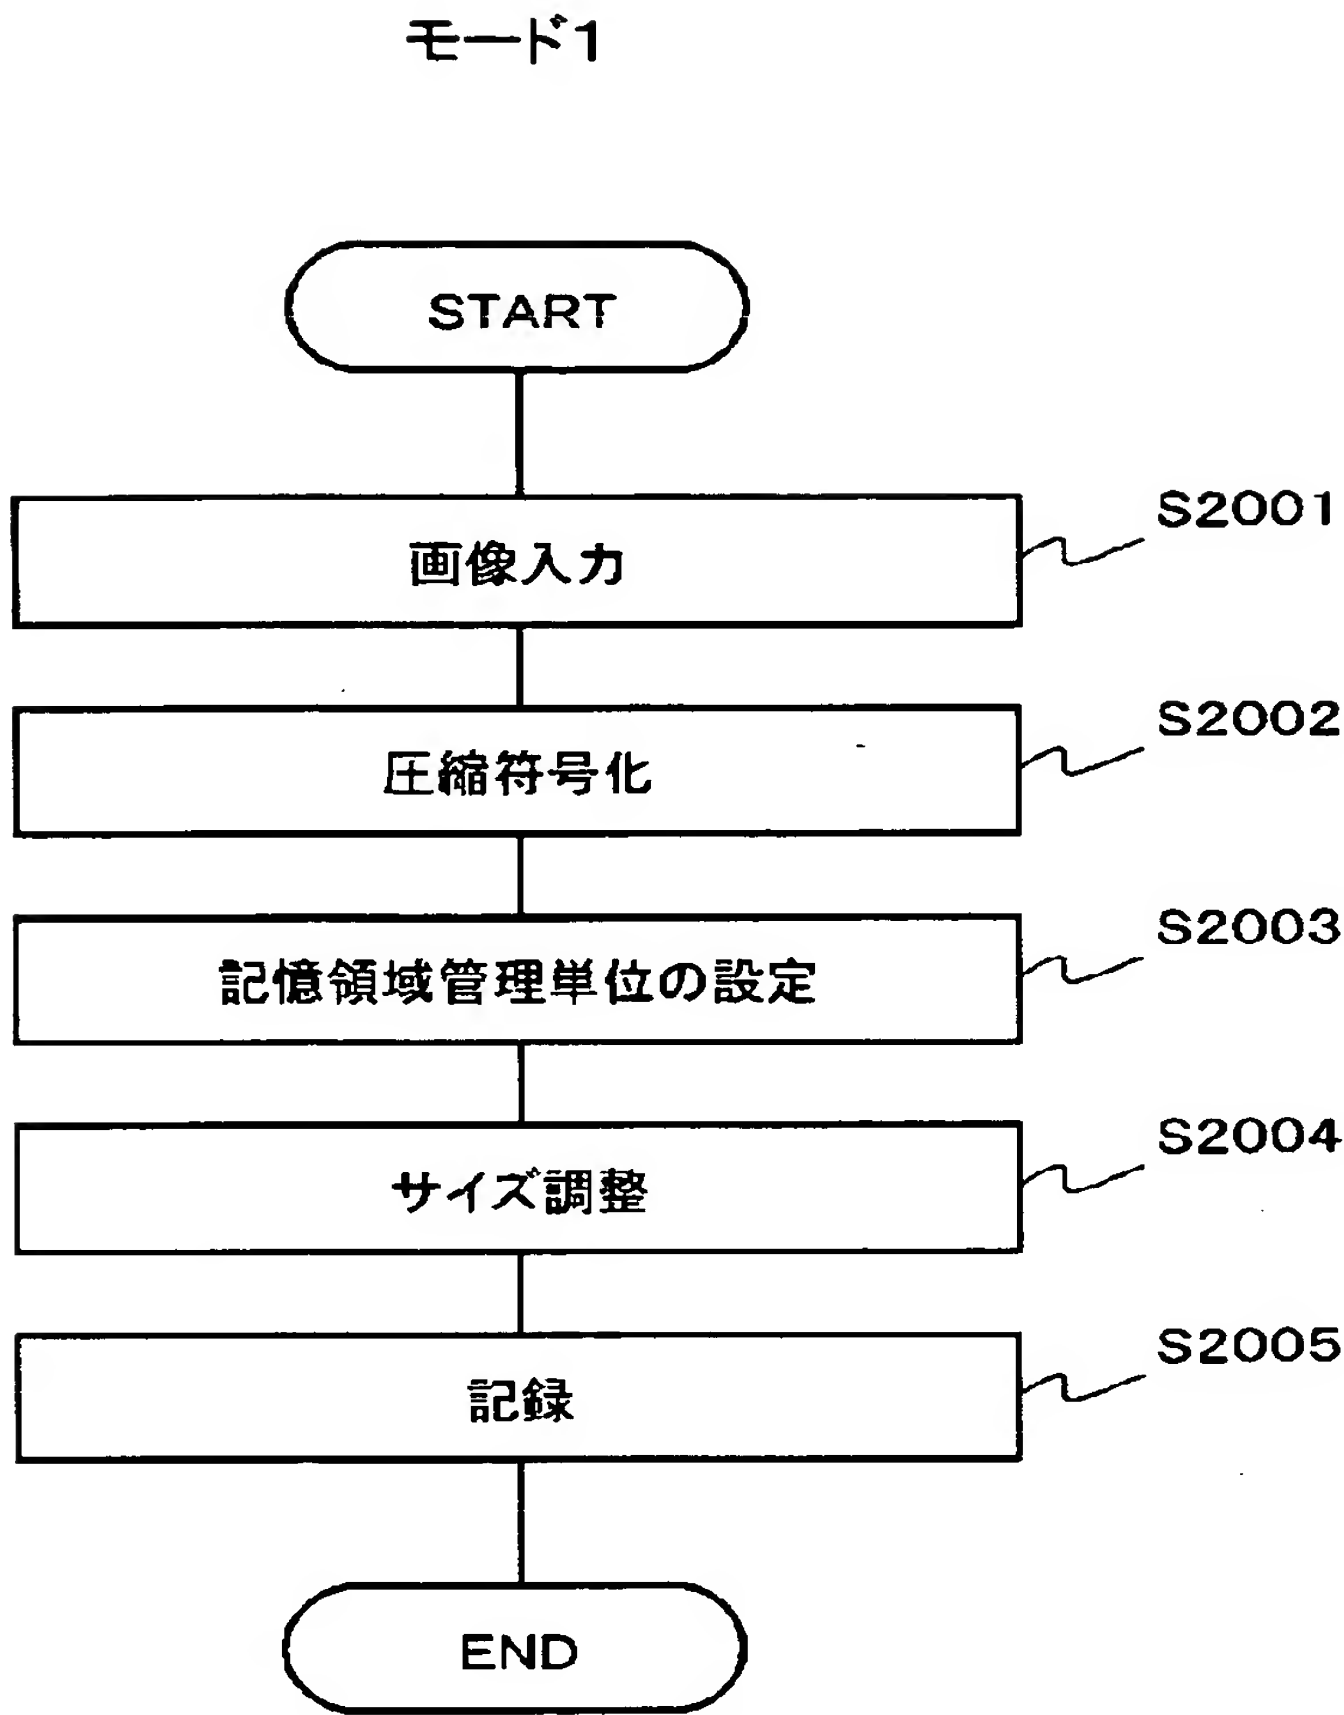 モード1
START
画像入力
S2001
圧縮符号化
S2002
記憶領域管理単位の設定
S2003
サイズ調整
S2004
記録
S2005
END